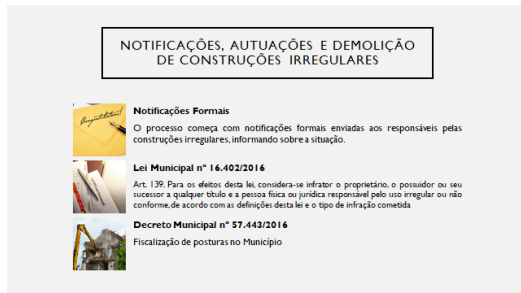 NOTIFICAÇÕES, AUTUAÇÕES E DEMOLIÇÃO
DE CONSTRUÇÕES IRREGULARES
Congratulations!
Notificações Formais
O processo começa com notificações formais enviadas aos responsáveis pelas
construções irregulares, informando sobre a situação.
Lei Municipal nº 16.402/2016
Art. 139. Para os efeitos desta lei, considera-se infrator o proprietário, o possuidor ou seu
sucessor a qualquer título e a pessoa física ou jurídica responsável pelo uso irregular ou não
conforme, de acordo com as definições desta lei e o tipo de infração cometida
Decreto Municipal nº 57.443/2016
Fiscalização de posturas no Município